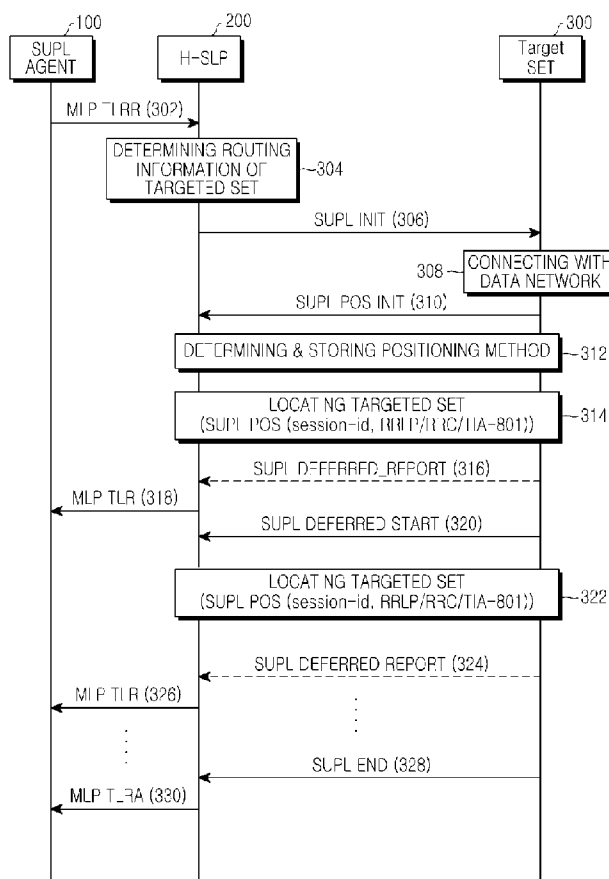 100
200
300
SUPL
AGENT
H-SLP
Target
SET
MLP TLRR (302)
DETERMINING ROUTING
INFORMATION OF
TARGETED SET
304
SUPL INIT (306)
308
CONNECTING WITH
DATA NETWORK
SUPL POS INIT (310)
DETERMINING & STORING POSITIONING METHOD
312
LOCATING TARGETED SET
(SUPL POS (session-id, RRLP/RRC/TIA-801))
314
SUPL DEFERRED_REPORT (316)
MLP TLR (318)
SUPL DEFERRED START (320)
LOCATING TARGETED SET
(SUPL POS (session-id, RRLP/RRC/TIA-801))
322
SUPL DEFERRED REPORT (324)
MLP TLR (326)
SUPL END (328)
MLP TLRA (330)